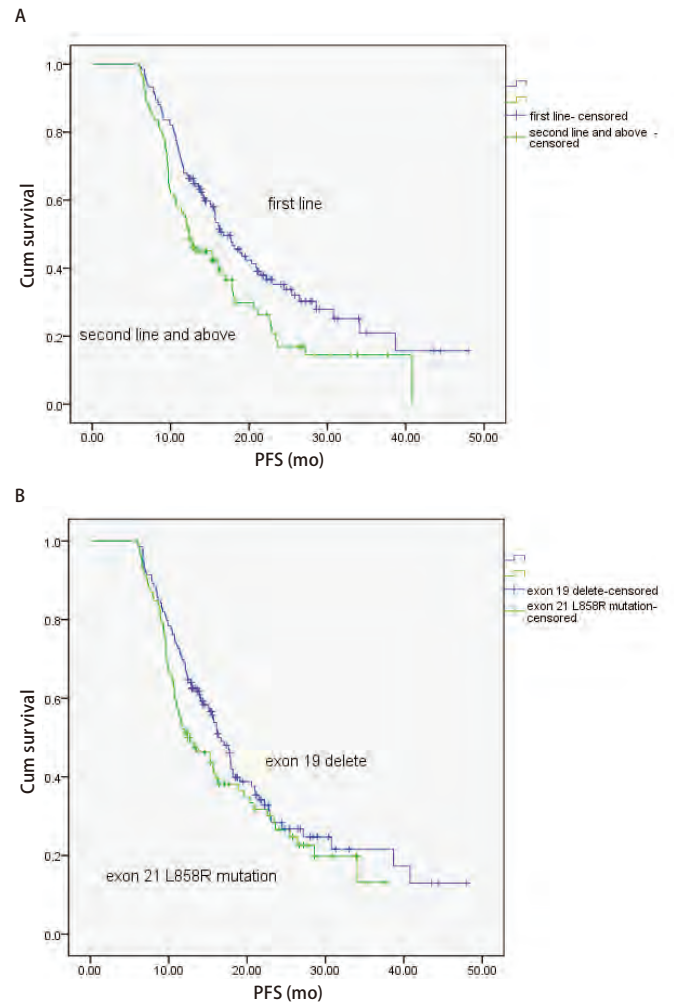 A
1.0
0.8
0.6
0.4
0.2
0.0
Cum survival
first line
second line and above
0.00 10.00 20.00 30.00 40.00 50.00
PFS (mo)
first line- censored
second line and above -
censored
B
1.0
0.8
0.6
0.4
0.2
0.0
Cum survival
exon 19 delete
exon 21 L858R mutation
0.00 10.00 20.00 30.00 40.00 50.00
PFS (mo)
exon 19 delete-censored
exon 21 L858R mutation-
censored